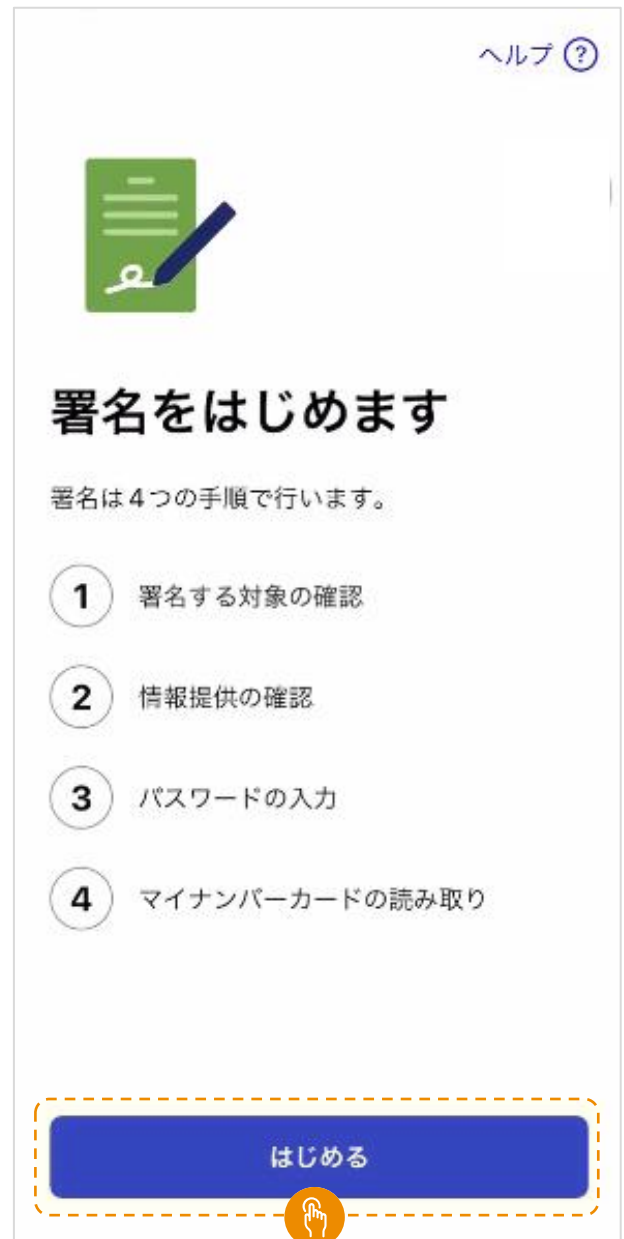 ヘルプ ?
署名をはじめます
署名は4つの手順で行います。
1 署名する対象の確認
2 情報提供の確認
3 パスワードの入力
4 マイナンバーカードの読み取り
はじめる